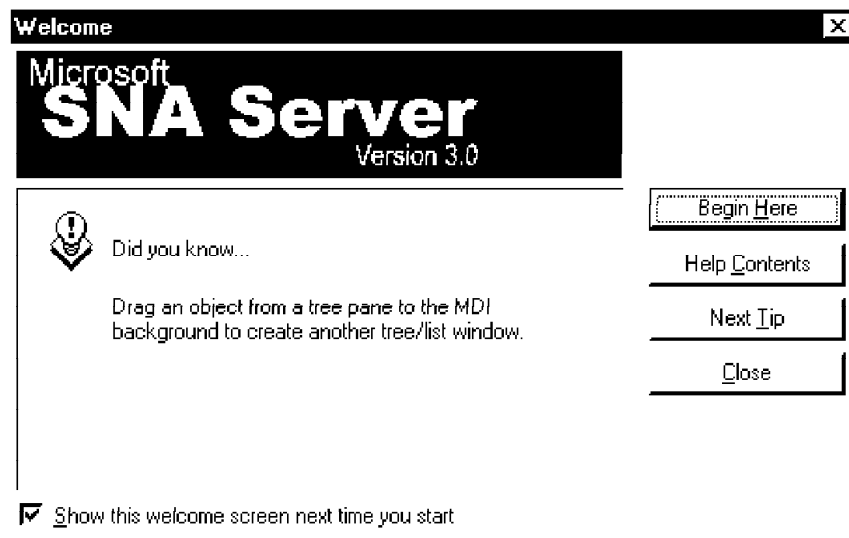 Welcome
Microsoft
SNA Server
Version 3.0
Did you know...
Drag an object from a tree pane to the MDI
background to create another tree/list window.
Begin Here
Help Contents
Next Tip
Close
Show this welcome screen next time you start